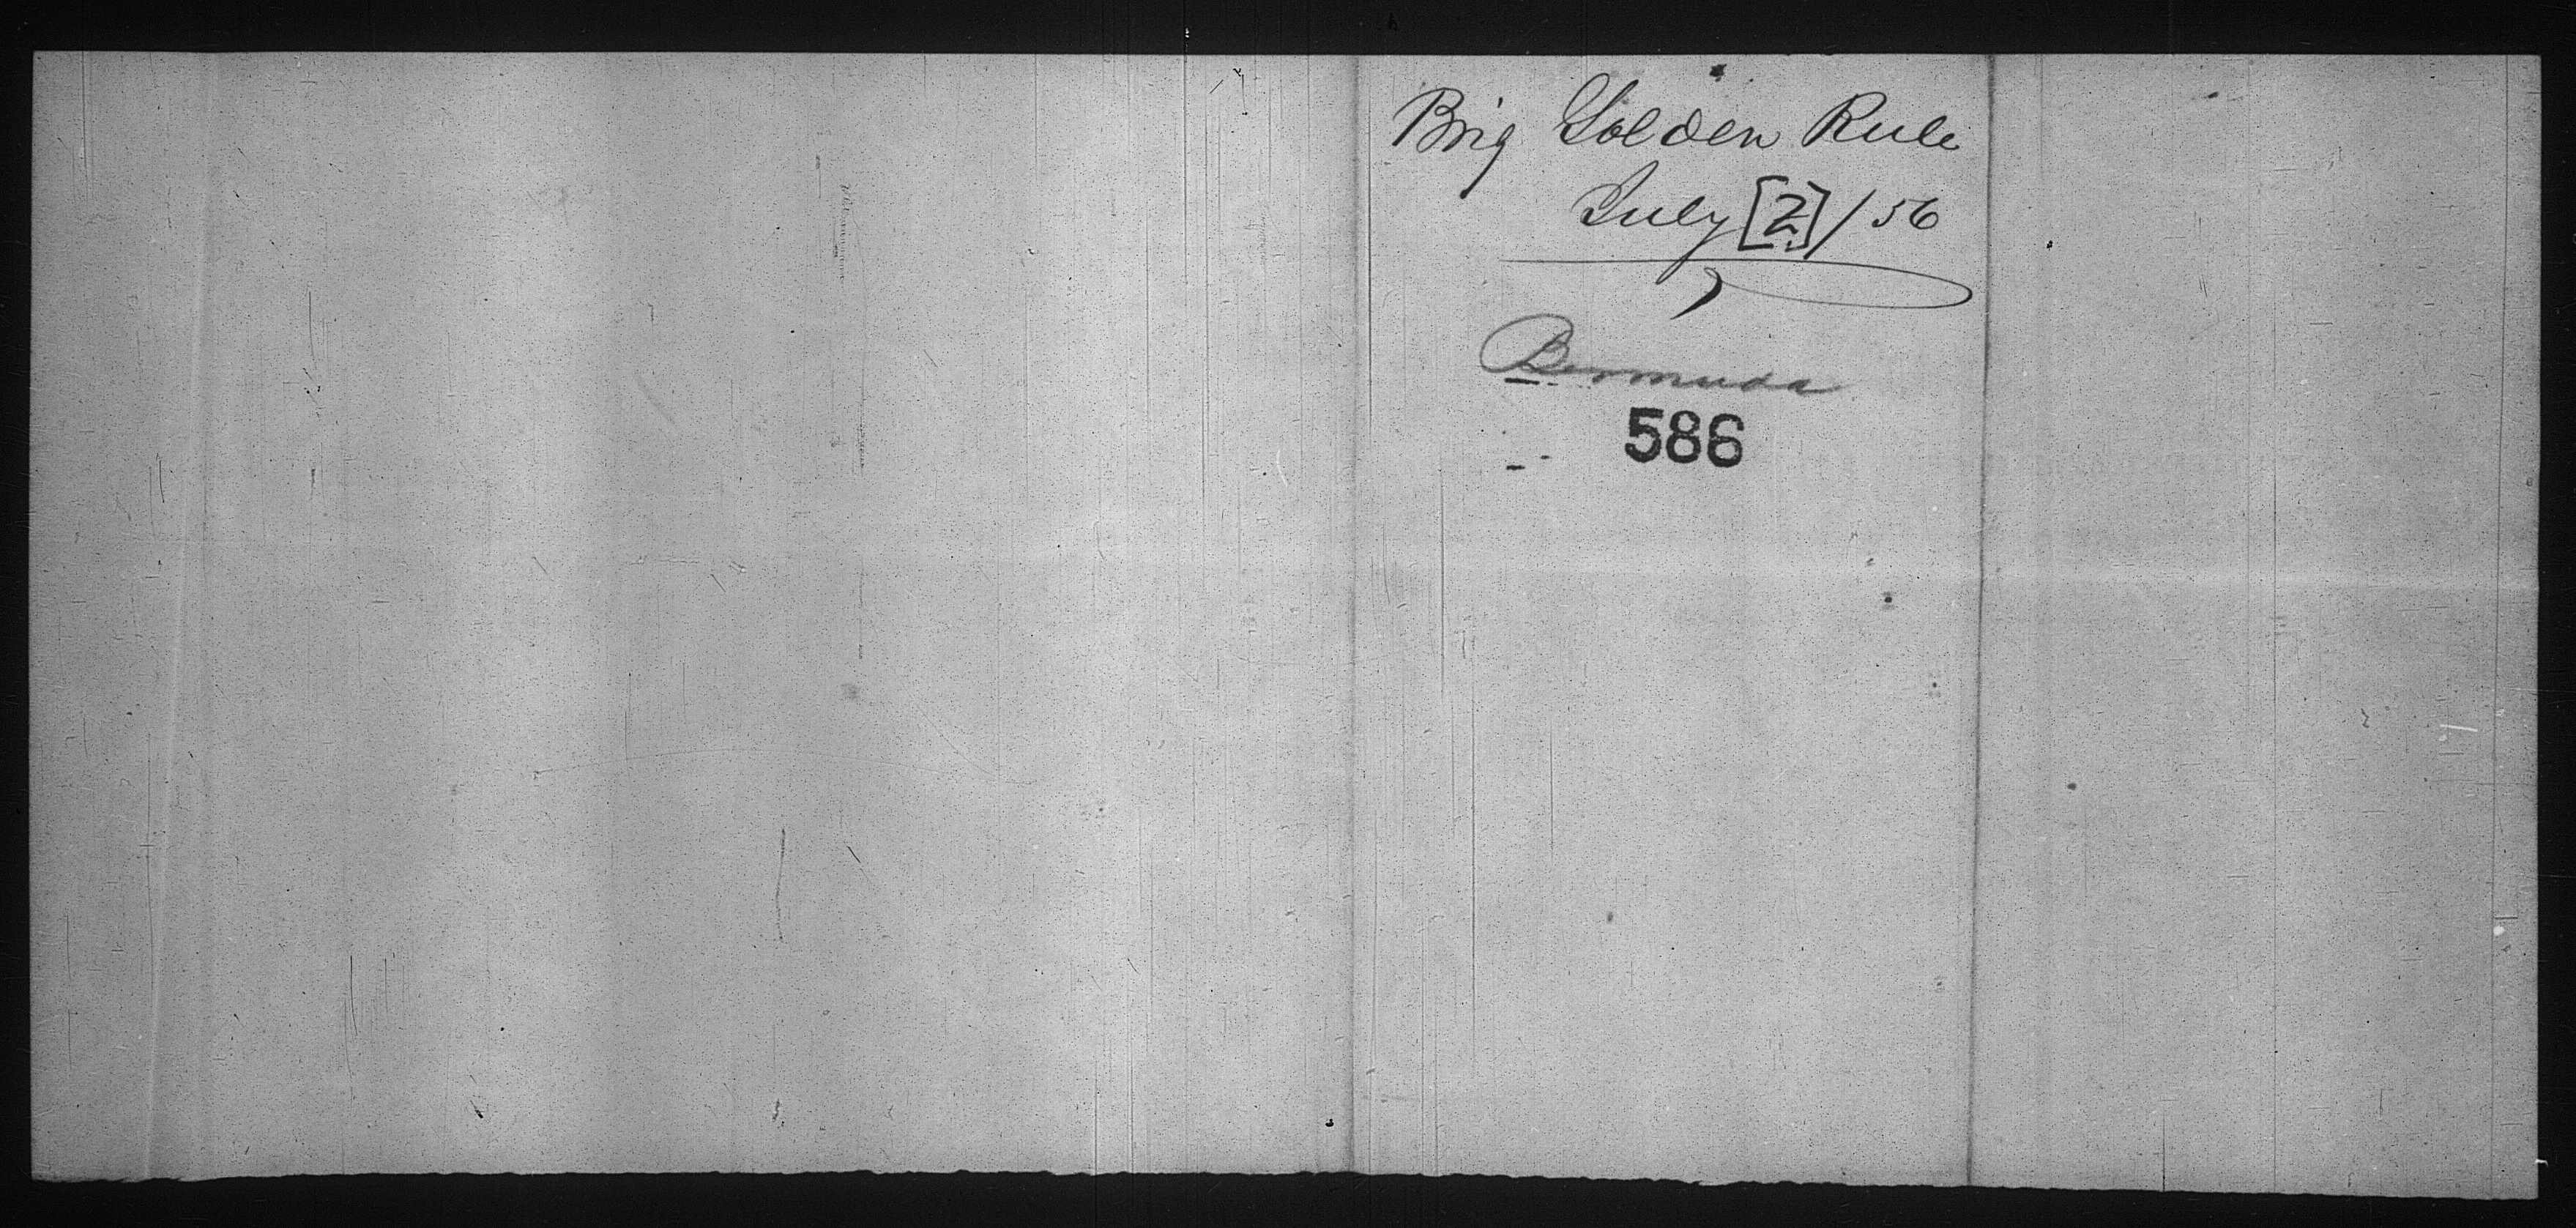 Brig Golden Rule
July [2]/56
Bermuda
586